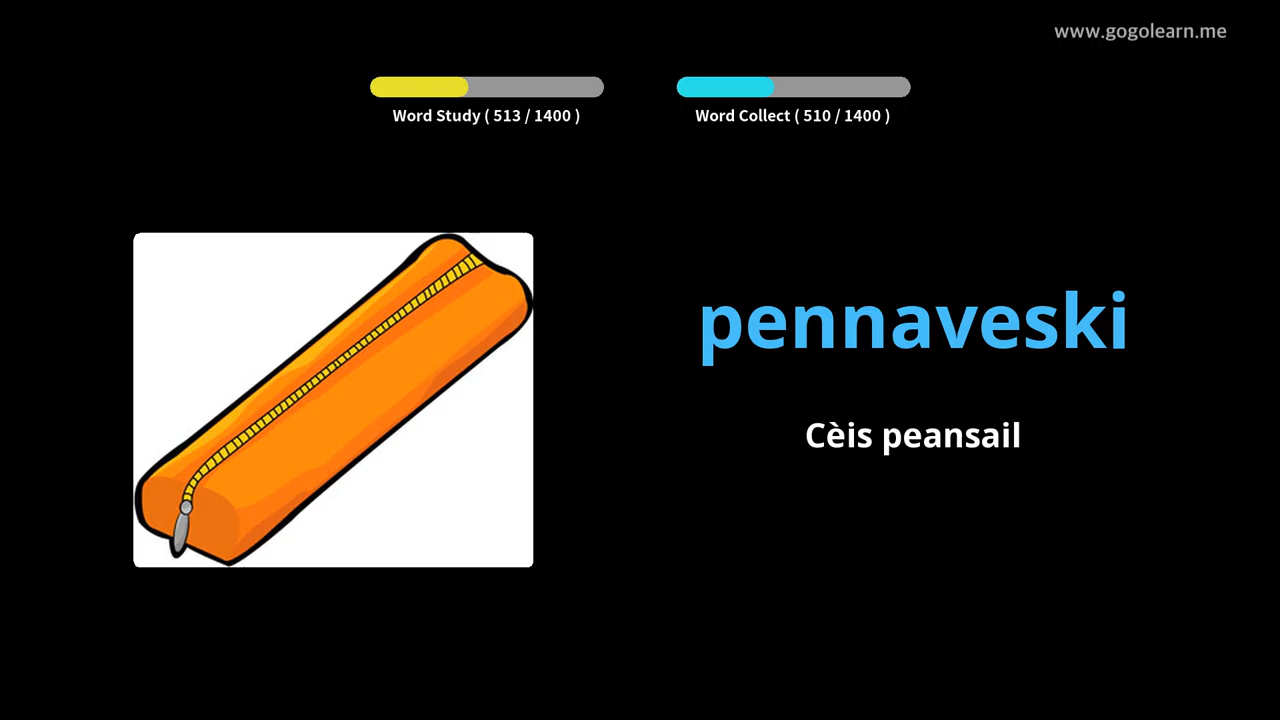 www.gogolearn.me
Word Study ( 513 / 1400 )
Word Collect ( 510 / 1400 )
pennaveski
Cèis peansail